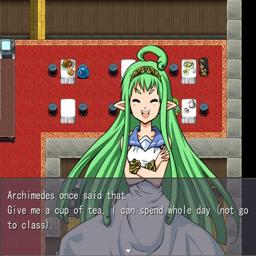 Archimedes once said that
Give me a cup of tea, I can spend whole day (not go
to class).